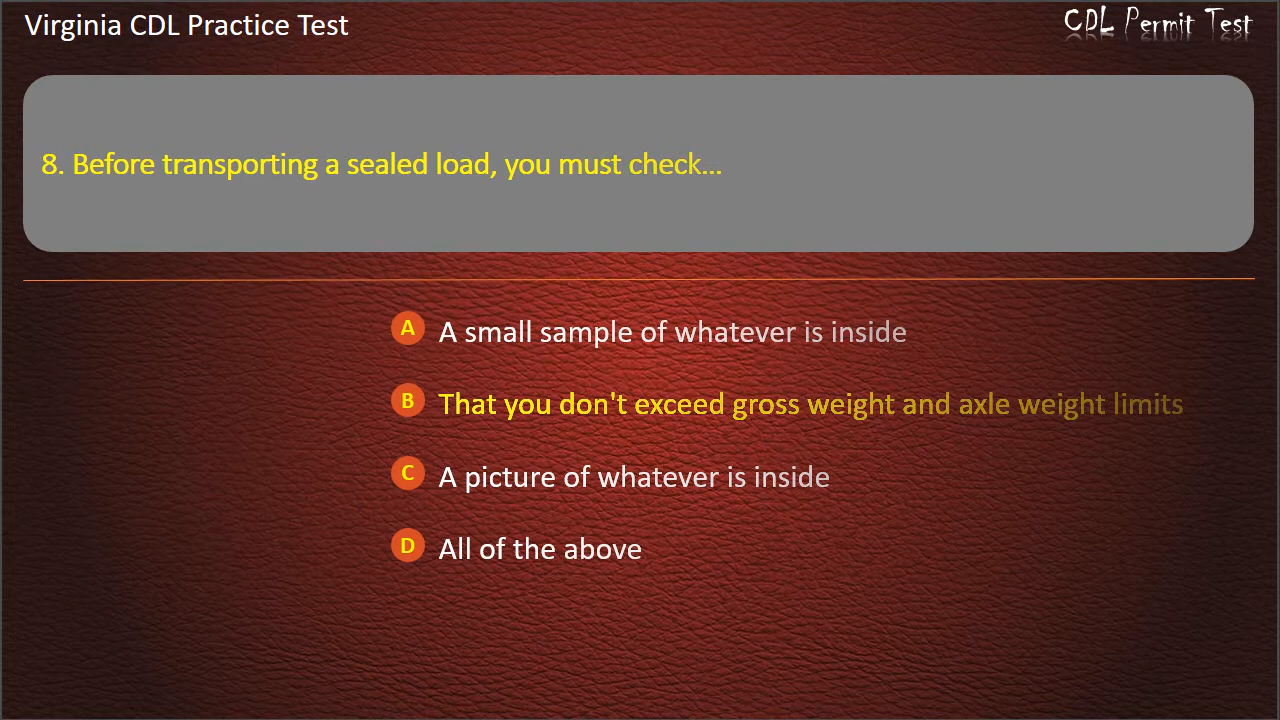 Virginia CDL Practice Test
CDL Permit Test
8. Before transporting a sealed load, you must check...
A A small sample of whatever is inside
B That you don't exceed gross weight and axle weight limits
C A picture of whatever is inside
D All of the above